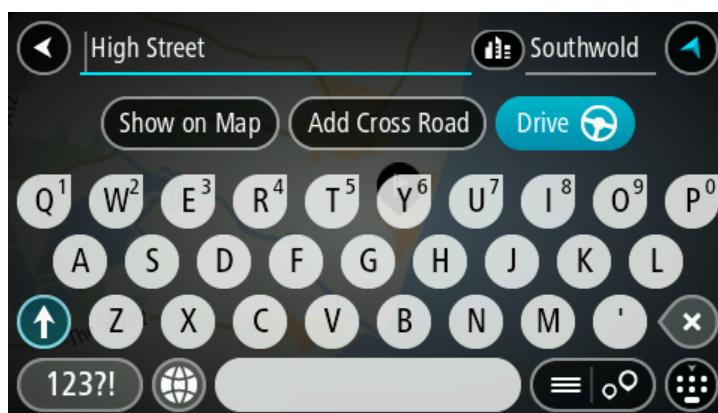 High Street Southwold
Show on Map Add Cross Road Drive
Q1 W2 E3 R4 T5 Y6 U7 I8 O9 P0
A S D F G H J K L
Z X C V B N M '
123?!